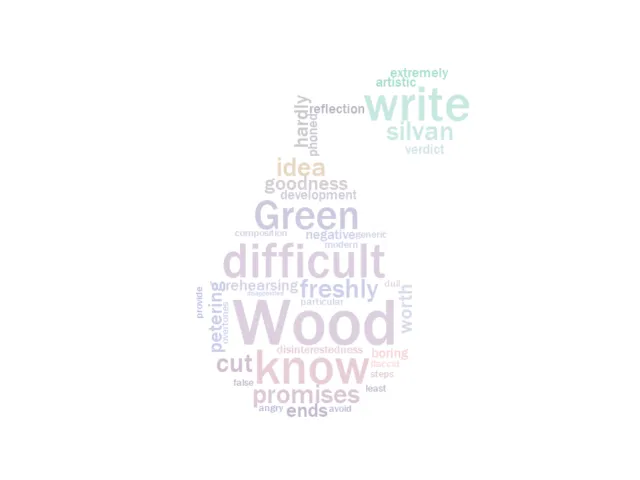 extremely
artistic
write
reflection
hardly
phoned
silvan
verdict
idea
goodness
development
Green
composition negative generic
modern
difficult
rehearsing freshly dull
particular
provide
petering
overtones
worth
Wood
disinterestedness
boring
cut know
steps
false
least
promises
angry ends avoid